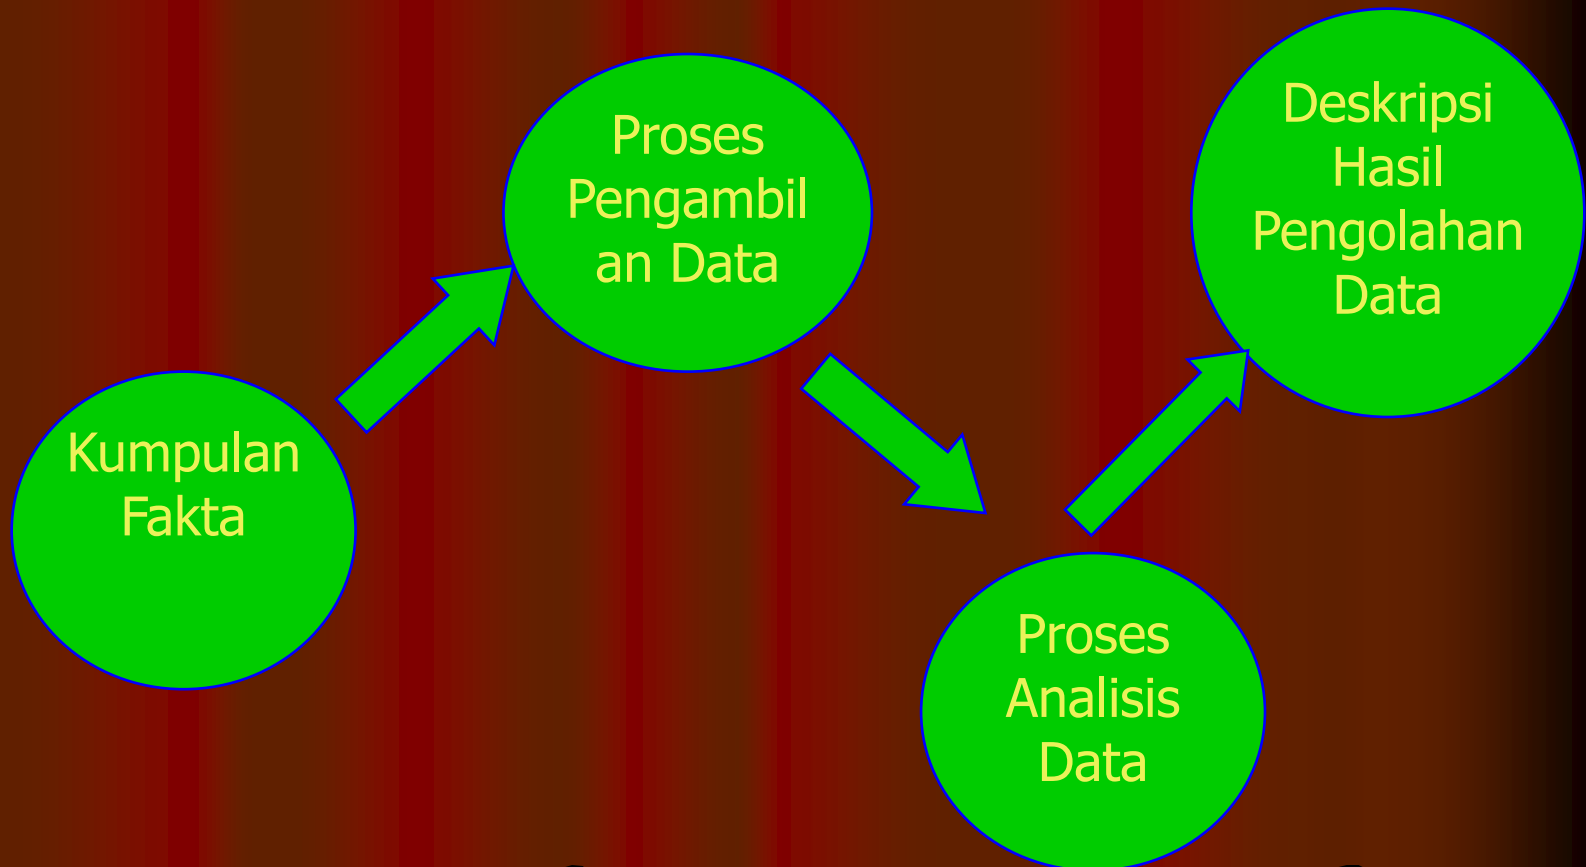 Kumpulan
Fakta
Proses
Pengambil
an Data
Proses
Analisis
Data
Deskripsi
Hasil
Pengolahan
Data